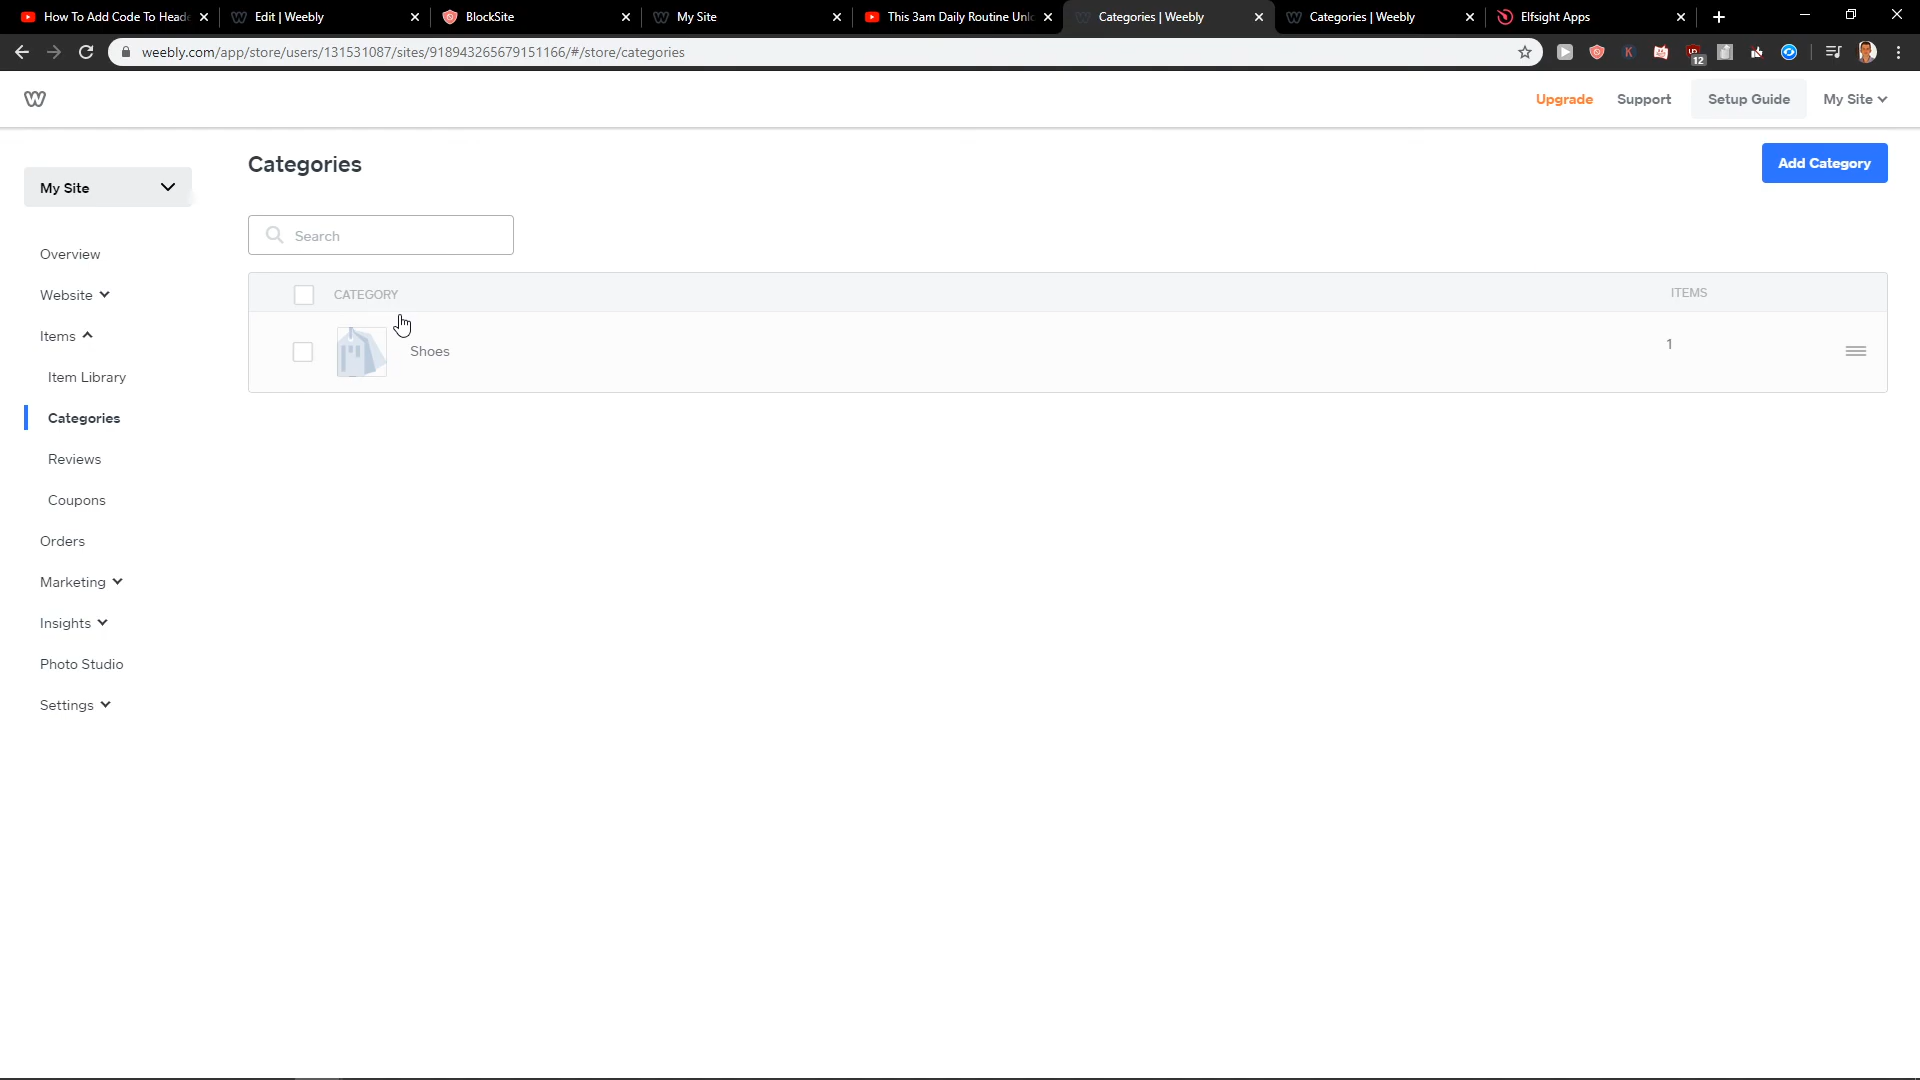 How To Add Code To Heade
Edit | Weebly
BlockSite
My Site
This 3am Daily Routine Unlo
Categories | Weebly
Categories | Weebly
Elfsight Apps
weebly.com/app/store/users/131531087/sites/918943265679151166/#/store/categories
K
12
W
Upgrade
Support
Setup Guide
My Site
My Site
Categories
Add Category
Search
Overview
CATEGORY
ITEMS
Website
Items
Shoes
1
Item Library
Categories
Reviews
Coupons
Orders
Marketing
Insights
Photo Studio
Settings